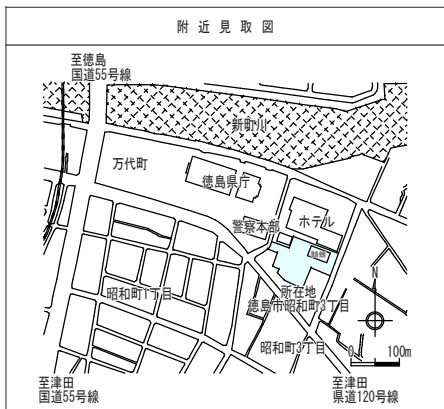 附近見取図
至徳島
国道55号線
新町川
万代町
徳島県庁
警察本部
ホテル
所在地
徳島市昭和町3丁目
昭和町1丁目
N
昭和町3丁目
0 100m
至津田
国道55号線
至津田
県道120号線